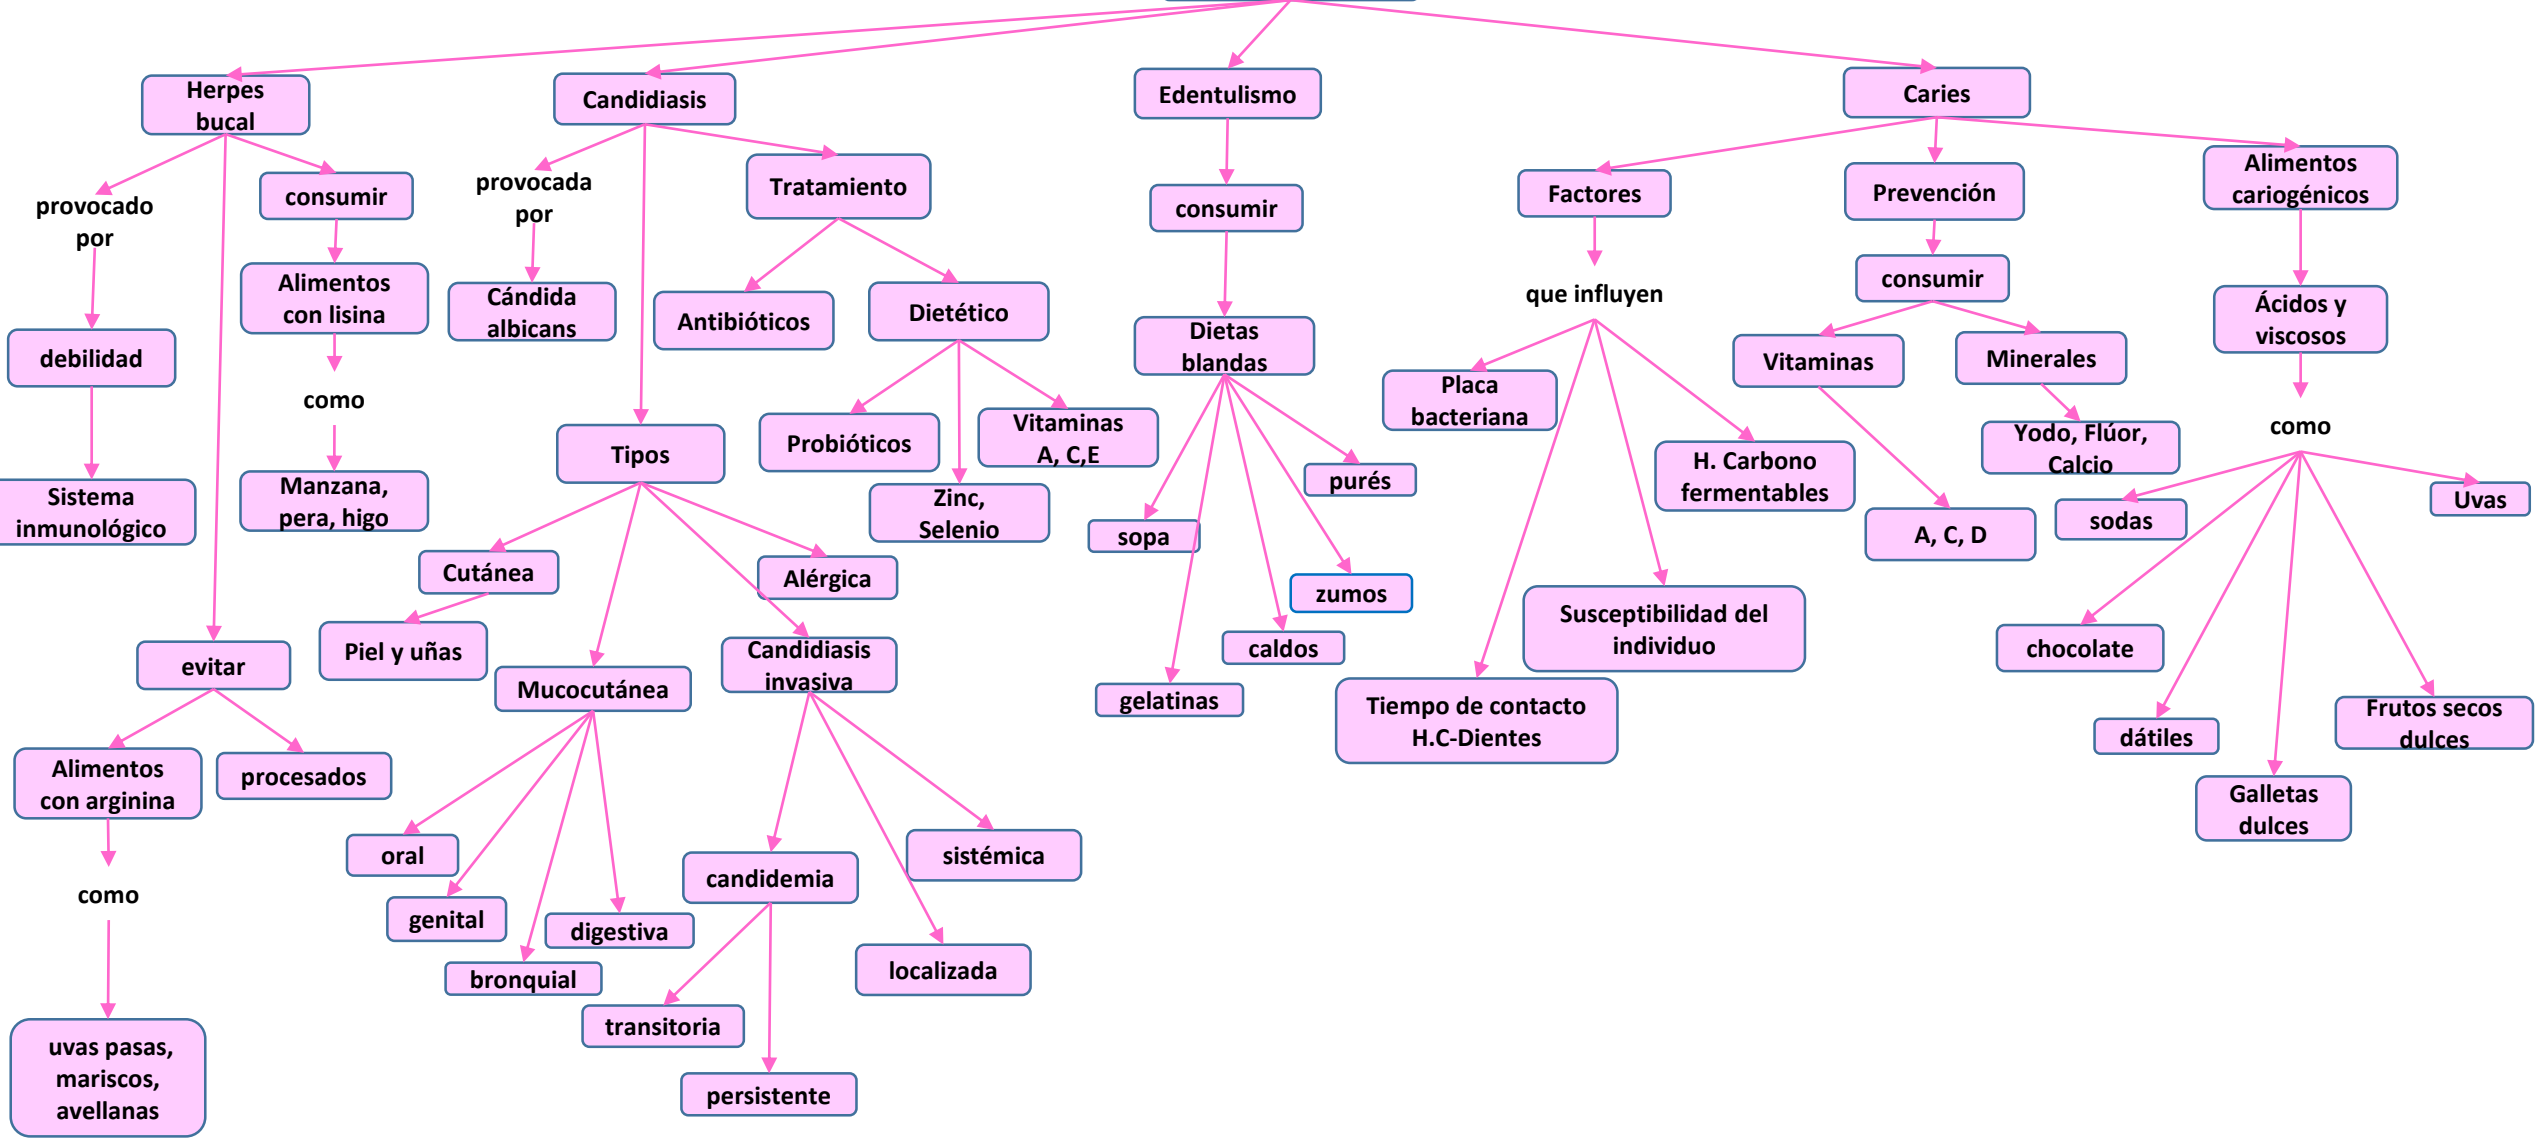 Herpes
bucal
provocado
por
debilidad
Sistema
inmunológico
consumir
Alimentos
con lisina
como
Manzana,
pera, higo
evitar
Alimentos
con arginina
como
uvas pasas,
mariscos,
avellanas
procesados
Candidiasis
provocada
por
Cándida
albicans
Tratamiento
Antibióticos
Dietético
Probióticos
Zinc,
Selenio
Vitaminas
A, C,E
Tipos
Cutánea
Piel y uñas
Mucocutánea
oral
genital
bronquial
digestiva
Candidiasis
invasiva
candidemia
transitoria
persistente
localizada
sistémica
Alérgica
Edentulismo
consumir
Dietas
blandas
sopa
gelatinas
caldos
zumos
purés
Caries
Factores
que influyen
Placa
bacteriana
Tiempo de contacto
H.C-Dientes
Susceptibilidad del
individuo
H. Carbono
fermentables
Prevención
consumir
Vitaminas
A, C, D
Minerales
Yodo, Flúor,
Calcio
Alimentos
cariogénicos
Ácidos y
viscosos
como
sodas
chocolate
dátiles
Galletas
dulces
Frutos secos
dulces
Uvas